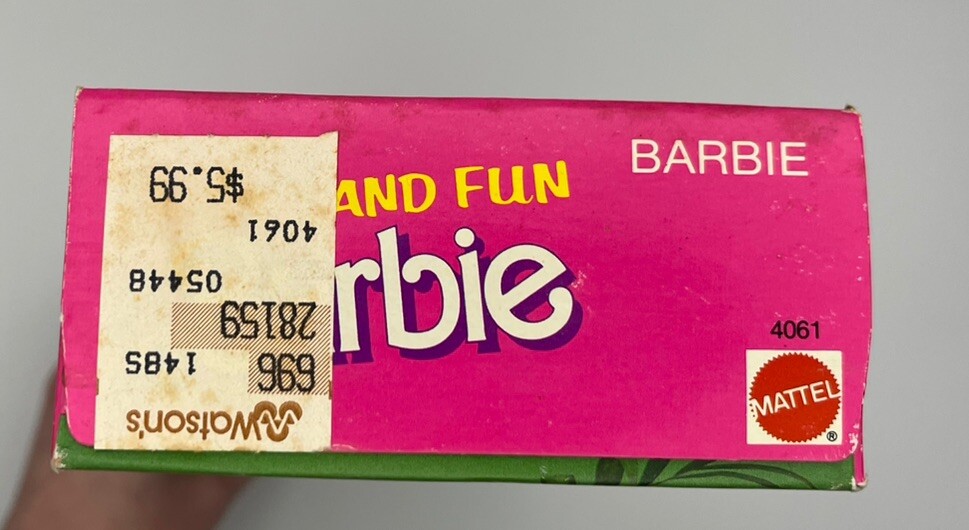 BARBIE
AND FUN
rbie
4061
MATTEL
®
Watson's
696 1485
28159
05448
4061
$5.99